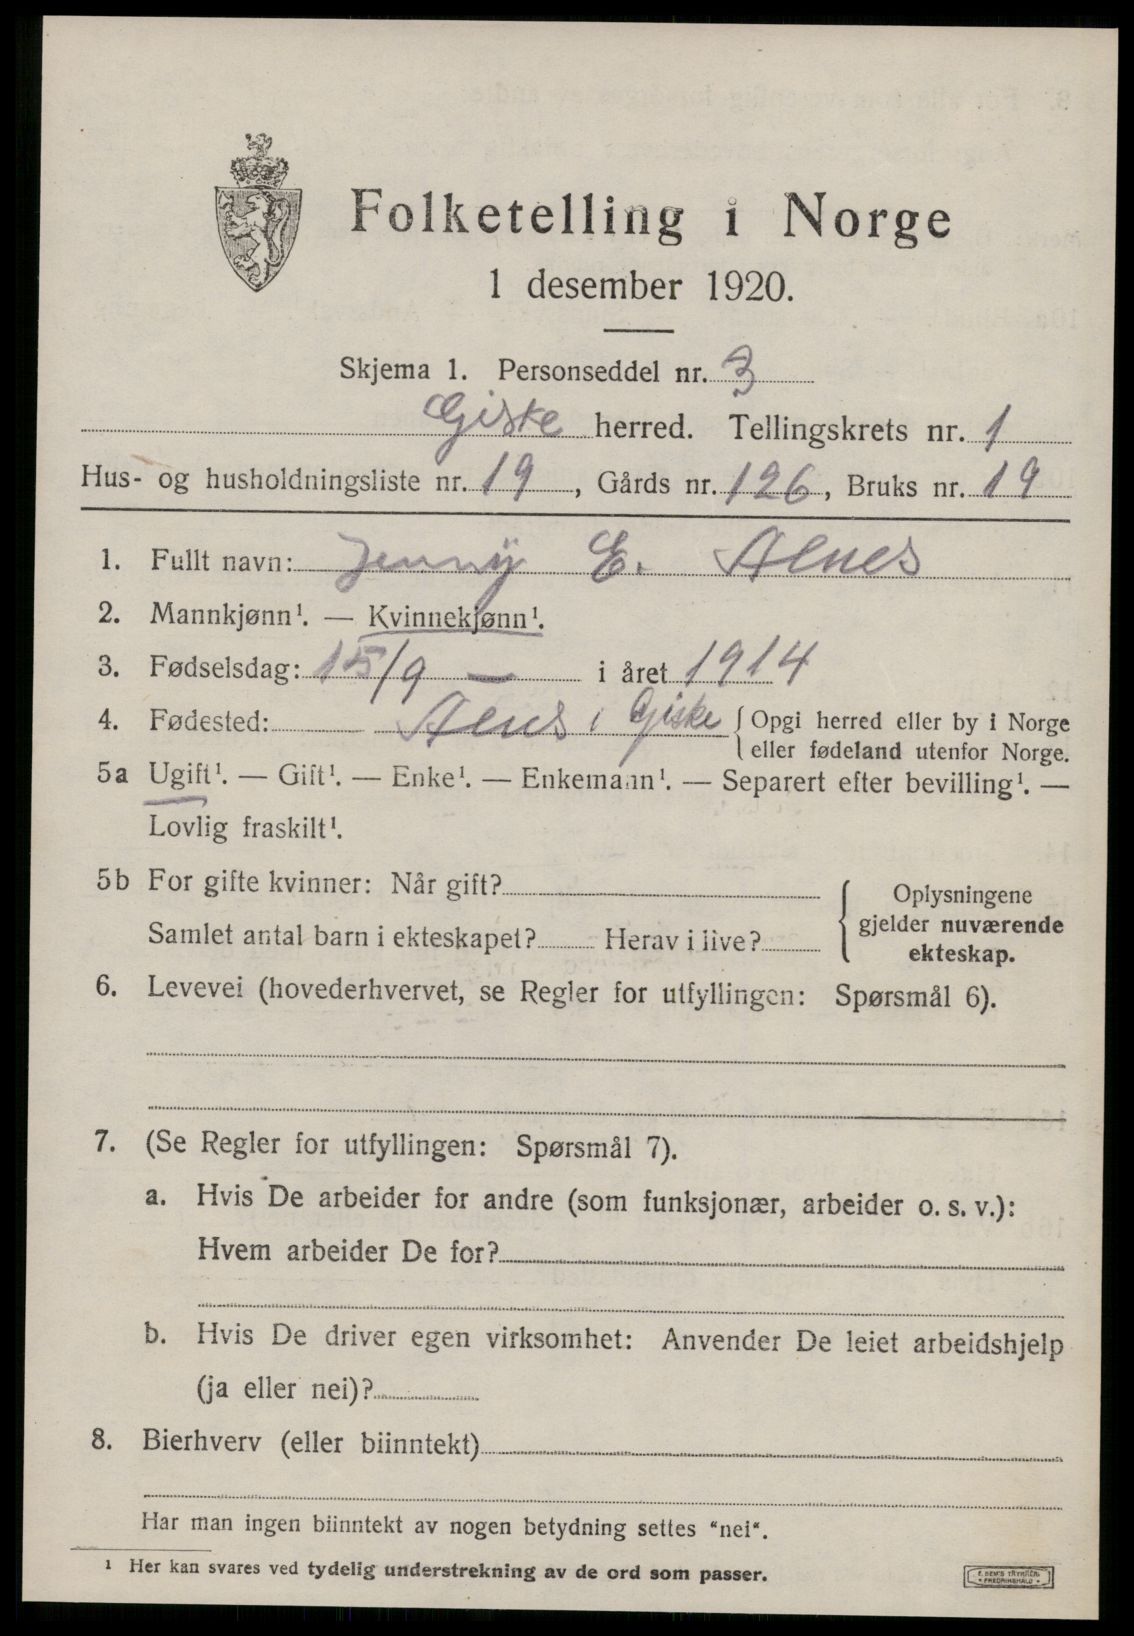 Folketelling i Norge
1 desember 1920.
Skjema 1. Personseddel nr. 3
Giske herred. Tellingskrets nr. 1
Hus- og husholdningsliste nr. 19, Gårds nr. 126, Bruks nr. 19
1. Fullt navn: Jenny E. Alnes
2. Mannkjønn¹. — Kvinnekjønn¹.
3. Fødselsdag: 15/9 — i året 1914
4. Fødested: Alnes i Giske {Opgi herred eller by i Norge
eller fødeland utenfor Norge.
5a Ugift¹. — Gift¹. — Enke¹. — Enkemann¹. — Separert efter bevilling¹. —
Lovlig fraskilt¹.
5b For gifte kvinner: Når gift?
Samlet antal barn i ekteskapet? Herav i live?
{ Oplysningene
gjelder nuværende
ekteskap.
6. Levevei (hovederhvervet, se Regler for utfyllingen: Spørsmål 6).
7. (Se Regler for utfyllingen: Spørsmål 7).
a. Hvis De arbeider for andre (som funksjonær, arbeider o. s. v.):
Hvem arbeider De for?
b. Hvis De driver egen virksomhet: Anvender De leiet arbeidshjelp
(ja eller nei)?
8. Bierhverv (eller biinntekt)
Har man ingen biinntekt av nogen betydning settes "nei".
¹ Her kan svares ved tydelig understrekning av de ord som passer.